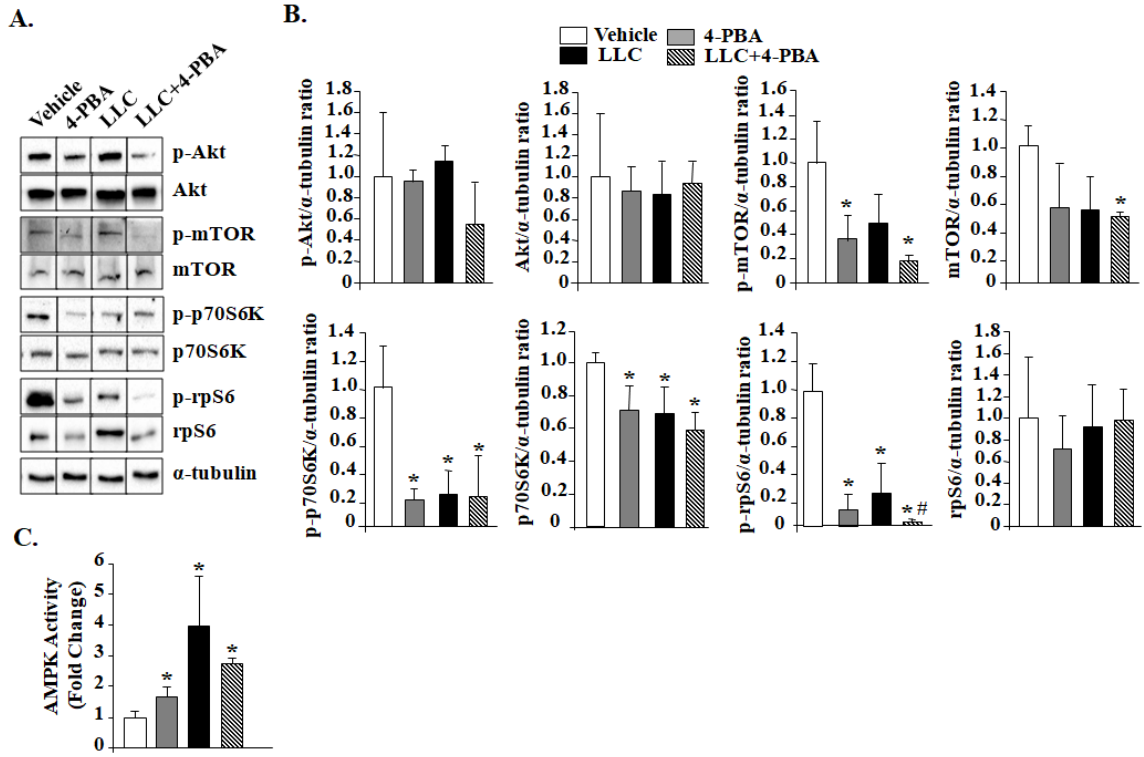 A.
Vehicle
4-PBA
LLC
LLC+4-PBA
p-Akt
Akt
p-mTOR
mTOR
p-p70S6K
p70S6K
p-rpS6
rpS6
α-tubulin
B.
Vehicle 4-PBA
LLC LLC+4-PBA
p-Akt/α-tubulin ratio
1.8
1.6
1.4
1.2
1.0
0.8
0.6
0.4
0.2
0
Akt/α-tubulin ratio
1.8
1.6
1.4
1.2
1.0
0.8
0.6
0.4
0.2
0
p-mTOR/α-tubulin ratio
1.6
1.4
1.2
1.0
0.8
0.6
0.4
0.2
0
*
*
mTOR/α-tubulin ratio
1.4
1.2
1.0
0.8
0.6
0.4
0.2
0
*
p-p70S6K/α-tubulin ratio
1.4
1.2
1.0
0.8
0.6
0.4
0.2
0
* * *
p70S6K/α-tubulin ratio
1.2
1.0
0.8
0.6
0.4
0.2
0
* * *
p-rpS6/α-tubulin ratio
1.4
1.2
1.0
0.8
0.6
0.4
0.2
0
*
*
*#
rpS6/α-tubulin ratio
1.8
1.6
1.4
1.2
1.0
0.8
0.6
0.4
0.2
0
C.
AMPK Activity
(Fold Change)
6
5
4
2
1
0
*
*
*